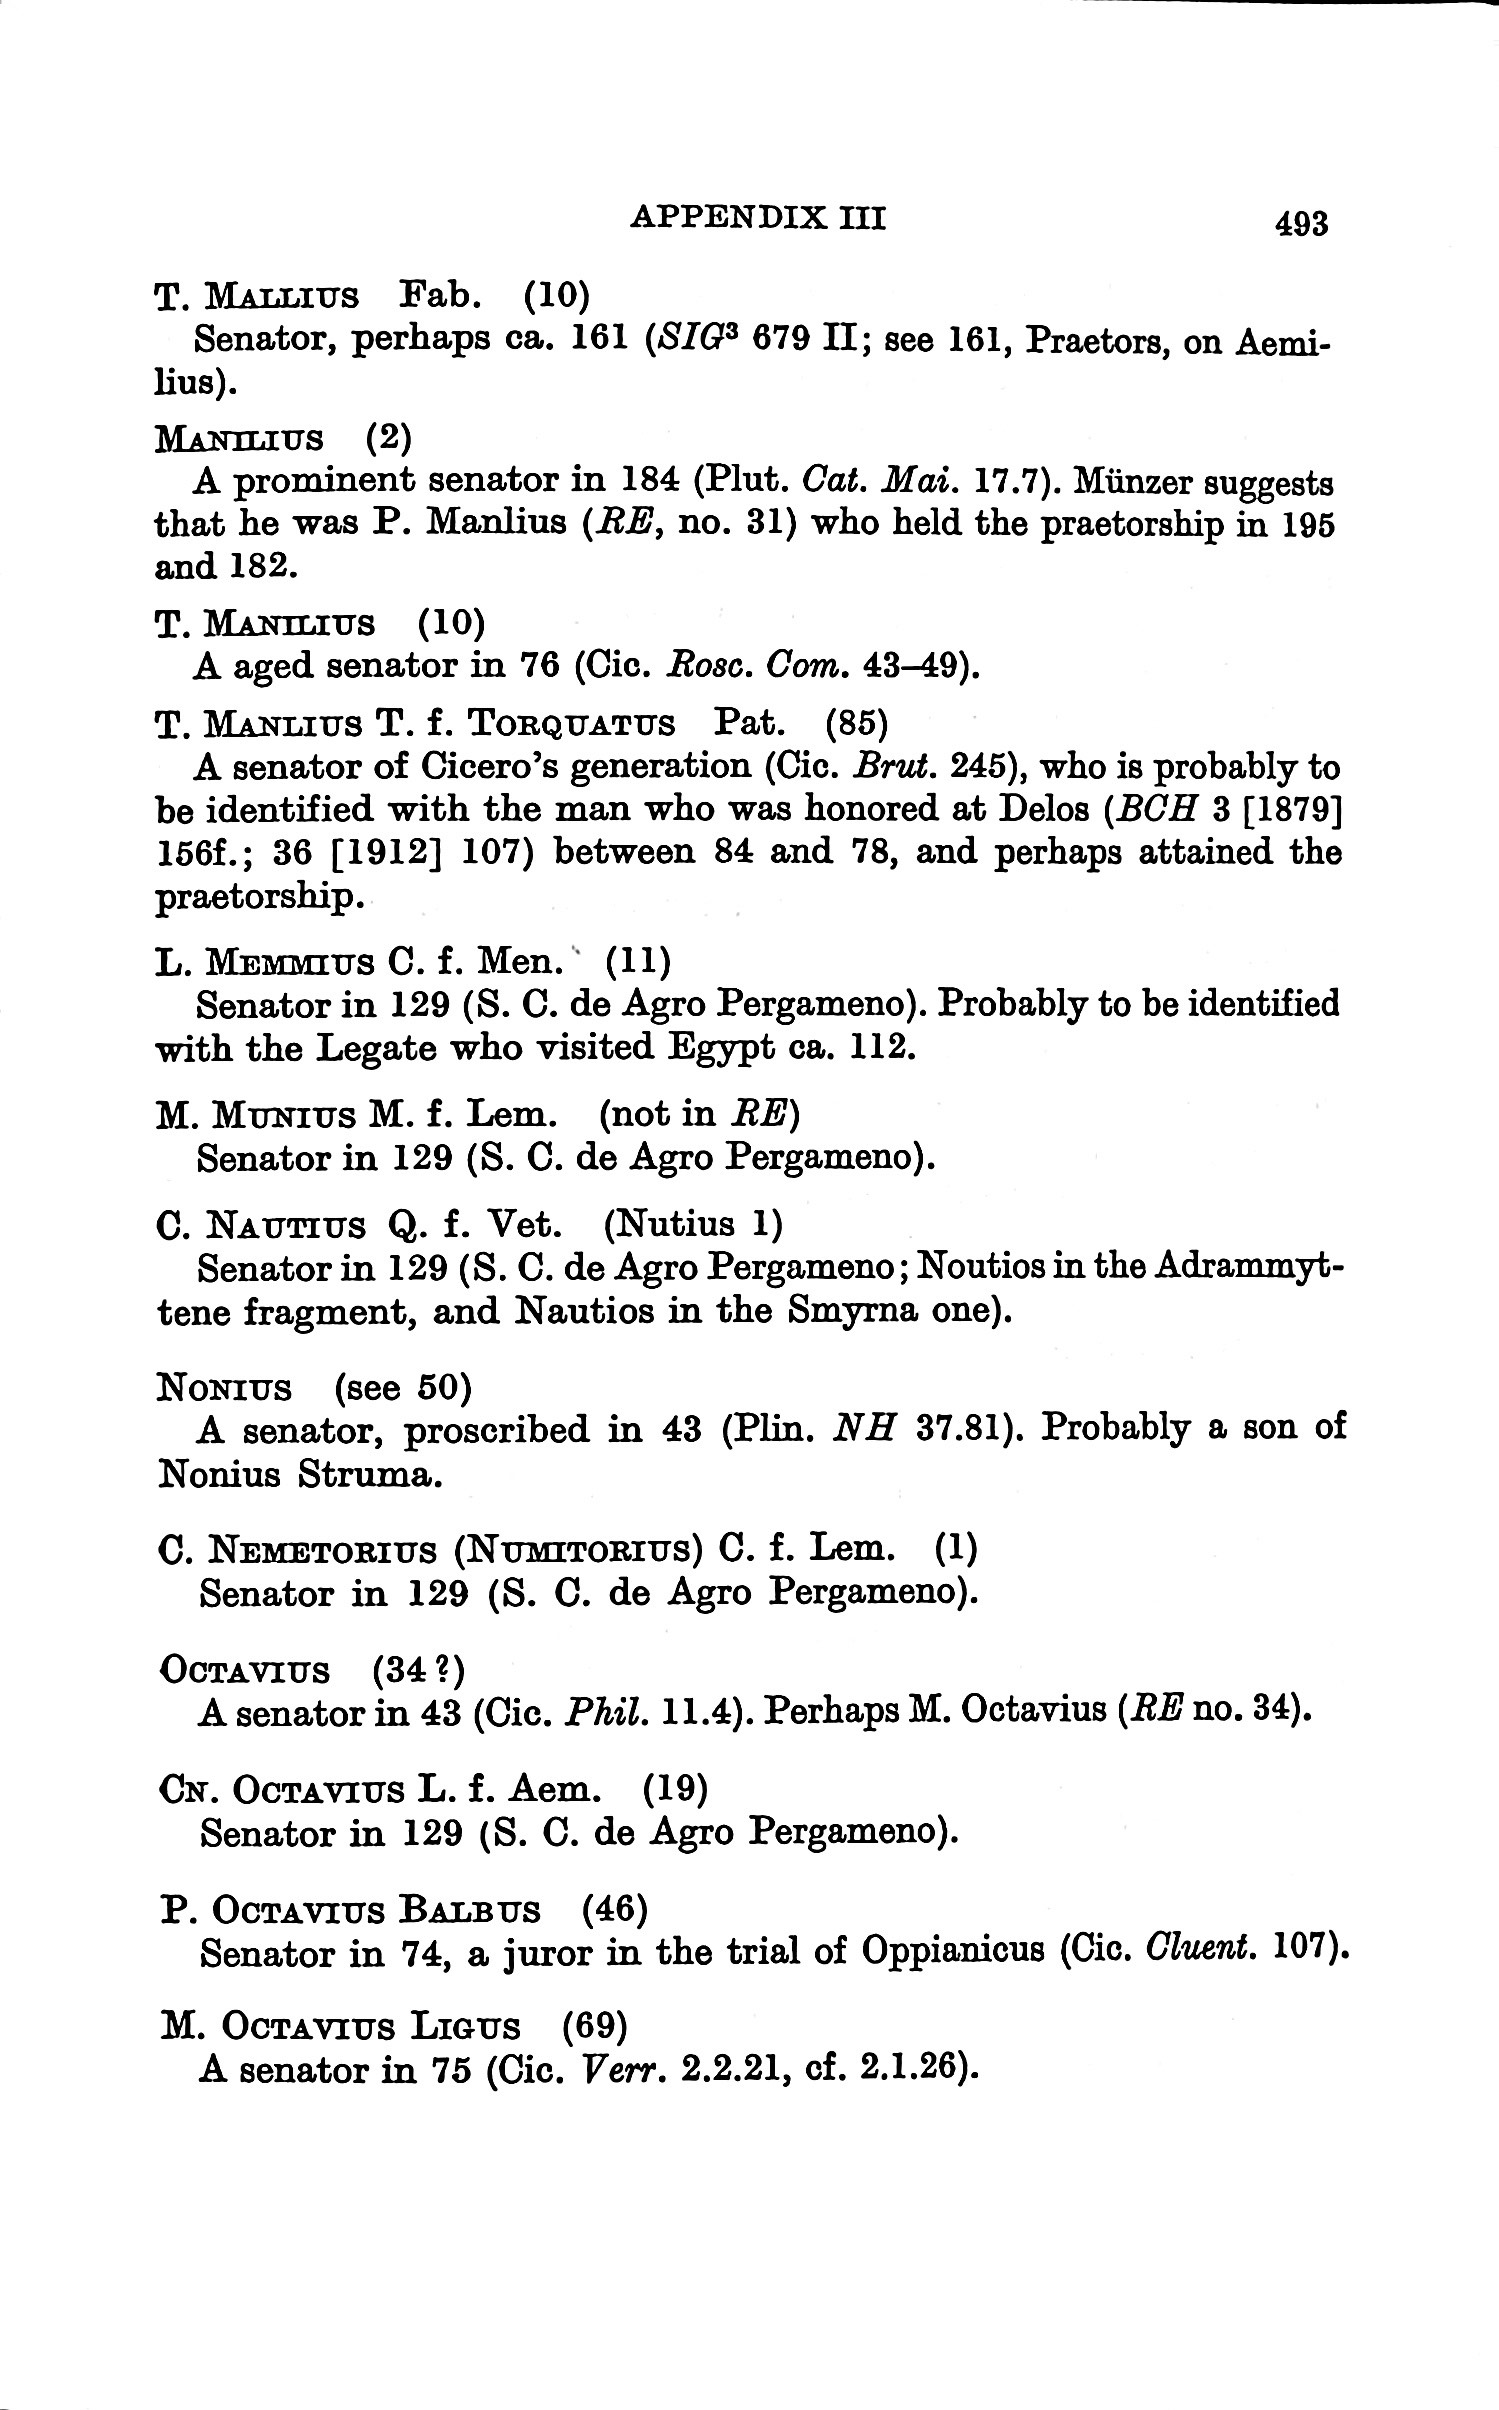 APPENDIX III 493
T. MALLIUS Fab. (10)
Senator, perhaps ca. 161 (SIG³ 679 II; see 161, Praetors, on Aemi-
lius).
MANILIUS (2)
A prominent senator in 184 (Plut. Cat. Mai. 17.7). Münzer suggests
that he was P. Manlius (RE, no. 31) who held the praetorship in 195
and 182.
T. MANILIUS (10)
A aged senator in 76 (Cic. Rosc. Com. 43–49).
T. MANLIUS T. f. TORQUATUS Pat. (85)
A senator of Cicero's generation (Cic. Brut. 245), who is probably to
be identified with the man who was honored at Delos (BCH 3 [1879]
156f.; 36 [1912] 107) between 84 and 78, and perhaps attained the
praetorship.
L. MEMMIUS C. f. Men. (11)
Senator in 129 (S. C. de Agro Pergameno). Probably to be identified
with the Legate who visited Egypt ca. 112.
M. MUNIUS M. f. Lem. (not in RE)
Senator in 129 (S. C. de Agro Pergameno).
C. NAUTIUS Q. f. Vet. (Nutius 1)
Senator in 129 (S. C. de Agro Pergameno; Noutios in the Adrammyt-
tene fragment, and Nautios in the Smyrna one).
NONIUS (see 50)
A senator, proscribed in 43 (Plin. NH 37.81). Probably a son of
Nonius Struma.
C. NEMETORIUS (NUMITORIUS) C. f. Lem. (1)
Senator in 129 (S. C. de Agro Pergameno).
OCTAVIUS (34?)
A senator in 43 (Cic. Phil. 11.4). Perhaps M. Octavius (RE no. 34).
CN. OCTAVIUS L. f. Aem. (19)
Senator in 129 (S. C. de Agro Pergameno).
P. OCTAVIUS BALBUS (46)
Senator in 74, a juror in the trial of Oppianicus (Cic. Cluent. 107).
M. OCTAVIUS LIGUS (69)
A senator in 75 (Cic. Verr. 2.2.21, cf. 2.1.26).